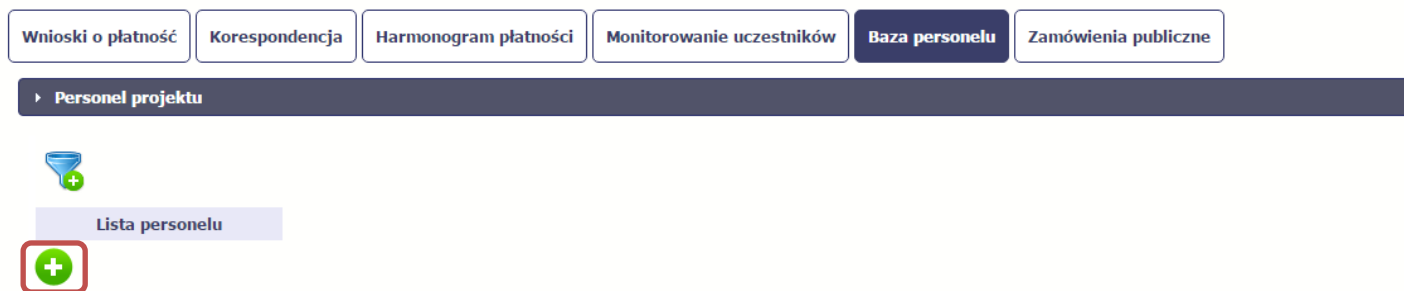 Wnioski o płatność Korespondencja Harmonogram płatności Monitorowanie uczestników Baza personelu Zamówienia publiczne
Personel projektu
Lista personelu